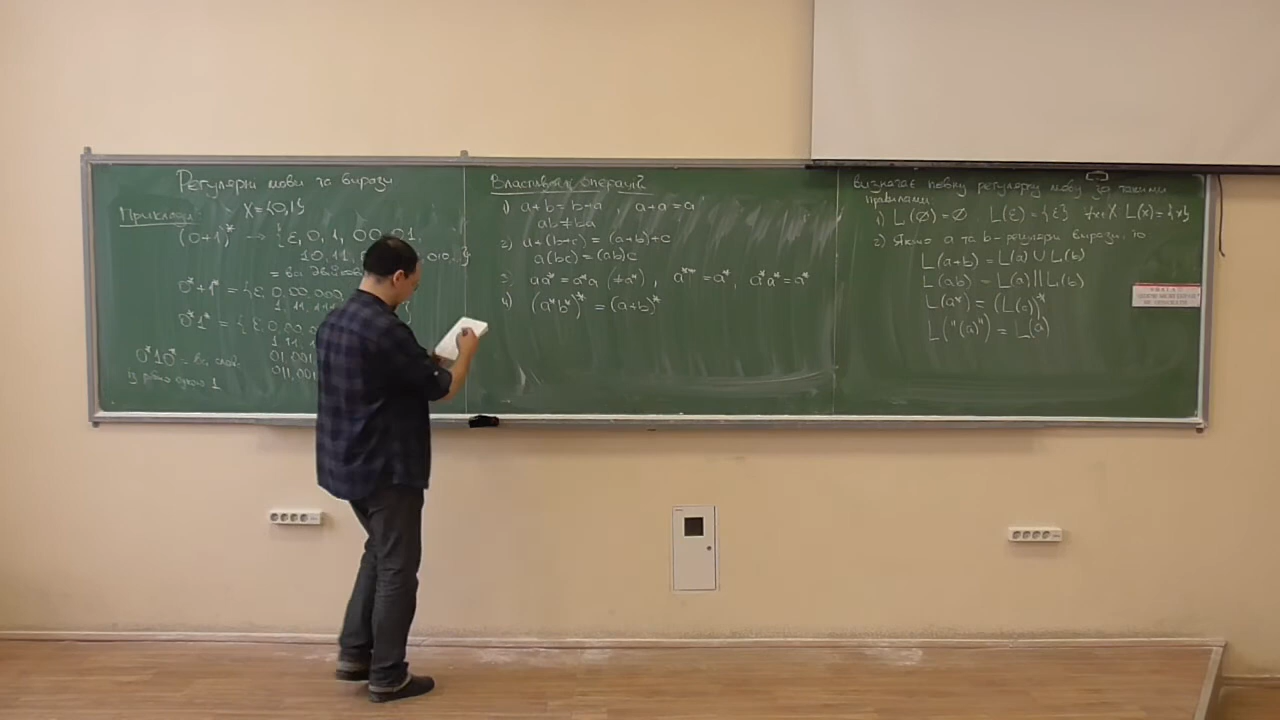 Регулярні мови та вирази
Приклади:
X={0,1}
(0+1)* → {ε,0,1,00,01,
10,11, 010,..}
= всі двійков
0*+1* = {ε,0,00,000
1,11,111
0*1* = {ε,0,00,
1,11,
01,001
011,001
0*10* = всі слова
із рівно одною 1
Властивості операцій
1) a+b=b+a a+a=a
ab≠ba
2) a+(b+c)=(a+b)+c
a(bc)=(ab)c
3) aa*=a*a (≠a*), a**=a*, a*a*=a*
4) (a*b*)*=(a+b)*
визначає певну регулярну мову за такими
правилами:
1) L(∅)=∅ L(ε)={ε} ∀x∈X L(x)={x}
2) Якщо a та b-регулярні вирази, то
L(a+b)=L(a)∪L(b)
L(ab)=L(a)||L(b)
L(a*)=(L(a))*
L("(a)")=L(a)